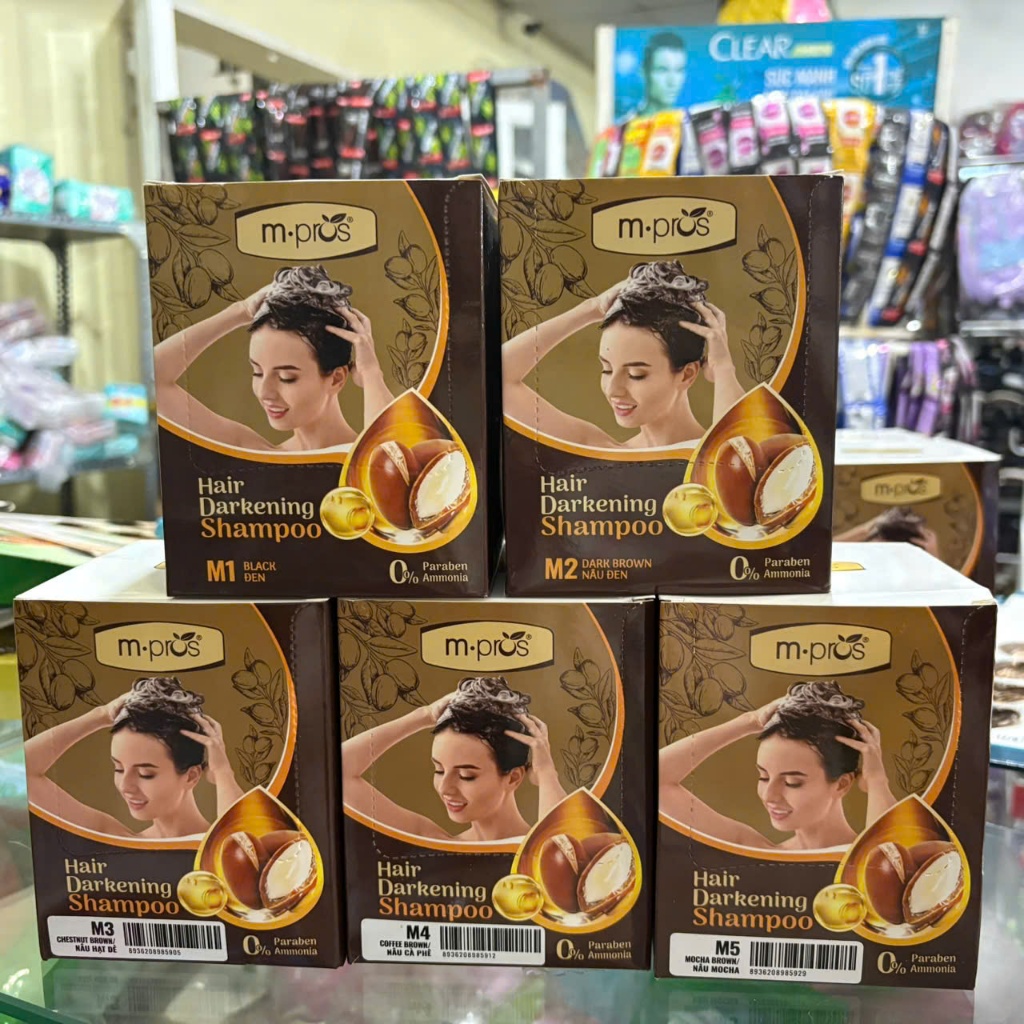 CLEAR
SỨC MẠNH
m·pros®
Hair
Darkening
Shampoo
M1 BLACK
ĐEN
0% Paraben
Ammonia
m·pros®
Hair
Darkening
Shampoo
M2 DARK BROWN
NÂU ĐEN
0% Paraben
Ammonia
m·pros
m·pros®
Hair
Darkening
Shampoo
M3
CHESTNUT BROWN/
NÂU HẠT DẺ
8936208985905
0% Paraben
Ammonia
m·pros®
Hair
Darkening
Shampoo
M4
COFFEE BROWN/
NÂU CÀ PHÊ
8936208985912
0% Paraben
Ammonia
m·pros®
Hair
Darkening
Shampoo
M5
MOCHA BROWN/
NÂU MOCHA
8936208985929
0% Paraben
Ammonia